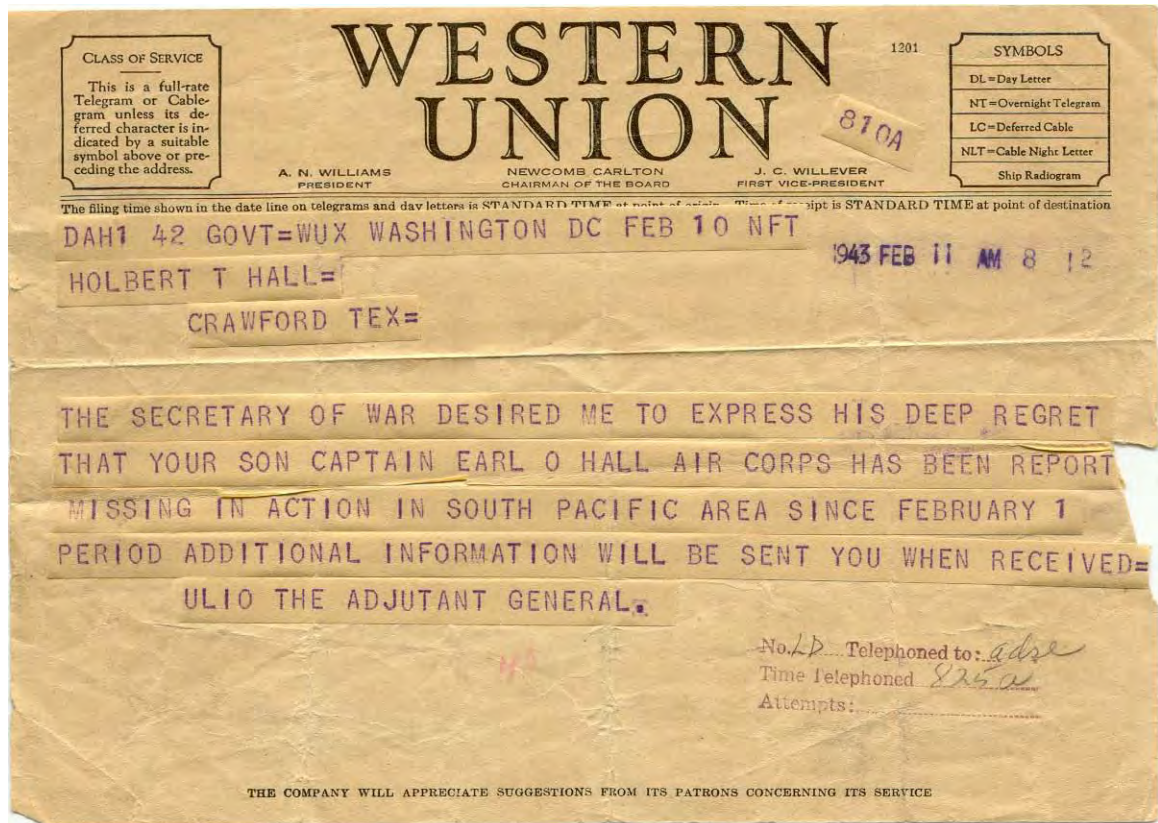 CLASS OF SERVICE
This is a full-rate
Telegram or Cable-
gram unless its de-
ferred character is in-
dicated by a suitable
symbol above or pre-
ceding the address.
WESTERN
UNION
1201
810A
SYMBOLS
DL=Day Letter
NT=Overnight Telegram
LC=Deferred Cable
NLT=Cable Night Letter
Ship Radiogram
A. N. WILLIAMS
PRESIDENT
NEWCOMB CARLTON
CHAIRMAN OF THE BOARD
J. C. WILLEVER
FIRST VICE-PRESIDENT
The filing time shown in the date line on telegrams and day letters is STANDARD TIME at point of origin. Time of receipt is STANDARD TIME at point of destination
DAH1 42 GOVT=WUX WASHINGTON DC FEB 10 NFT
1943 FEB 11 AM 8 12
HOLBERT T HALL=
CRAWFORD TEX=
THE SECRETARY OF WAR DESIRED ME TO EXPRESS HIS DEEP REGRET
THAT YOUR SON CAPTAIN EARL O HALL AIR CORPS HAS BEEN REPORT
MISSING IN ACTION IN SOUTH PACIFIC AREA SINCE FEBRUARY 1
PERIOD ADDITIONAL INFORMATION WILL BE SENT YOU WHEN RECEIVED=
ULIO THE ADJUTANT GENERAL.
No. LD Telephoned to:
Time Telephoned 825a
Attempts:
THE COMPANY WILL APPRECIATE SUGGESTIONS FROM ITS PATRONS CONCERNING ITS SERVICE